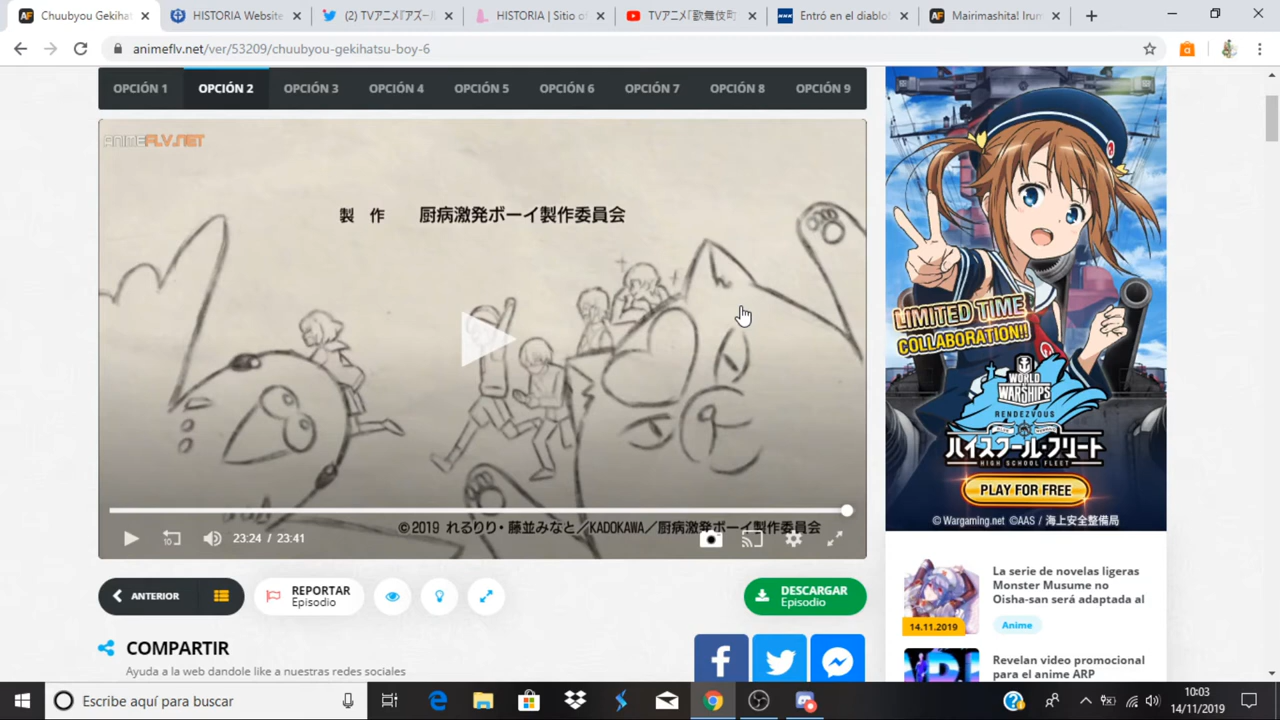 Chuubyou Gekihat
HISTORIA Website
(2) TVアニメ『アズー
HISTORIA | Sitio o
TVアニメ『歌舞伎町
Entró en el diablo
Mairimashita! Irum
animeflv.net/ver/53209/chuubyou-gekihatsu-boy-6
OPCIÓN 1
OPCIÓN 2
OPCIÓN 3
OPCIÓN 4
OPCIÓN 5
OPCIÓN 6
OPCIÓN 7
OPCIÓN 8
OPCIÓN 9
ANIMEFLV.NET
製 作 厨病激発ボーイ製作委員会
©2019 れるりり・藤並みなと/KADOKAWA/厨病激発ボーイ製作委員会
10
23:24 / 23:41
LIMITED TIME
COLLABORATION!!
WORLD
OF
WARSHIPS
RENDEZVOUS
ハイスクール・フリート
HIGH SCHOOL FLEET
PLAY FOR FREE
© Wargaming.net ©AAS / 海上安全整備局
ANTERIOR
REPORTAR
Episodio
DESCARGAR
Episodio
COMPARTIR
Ayuda a la web dandole like a nuestras redes sociales
La serie de novelas ligeras
Monster Musume no
Oisha-san será adaptada al
14.11.2019
Anime
Revelan video promocional
para el anime ARP
Escribe aquí para buscar
10:03
14/11/2019